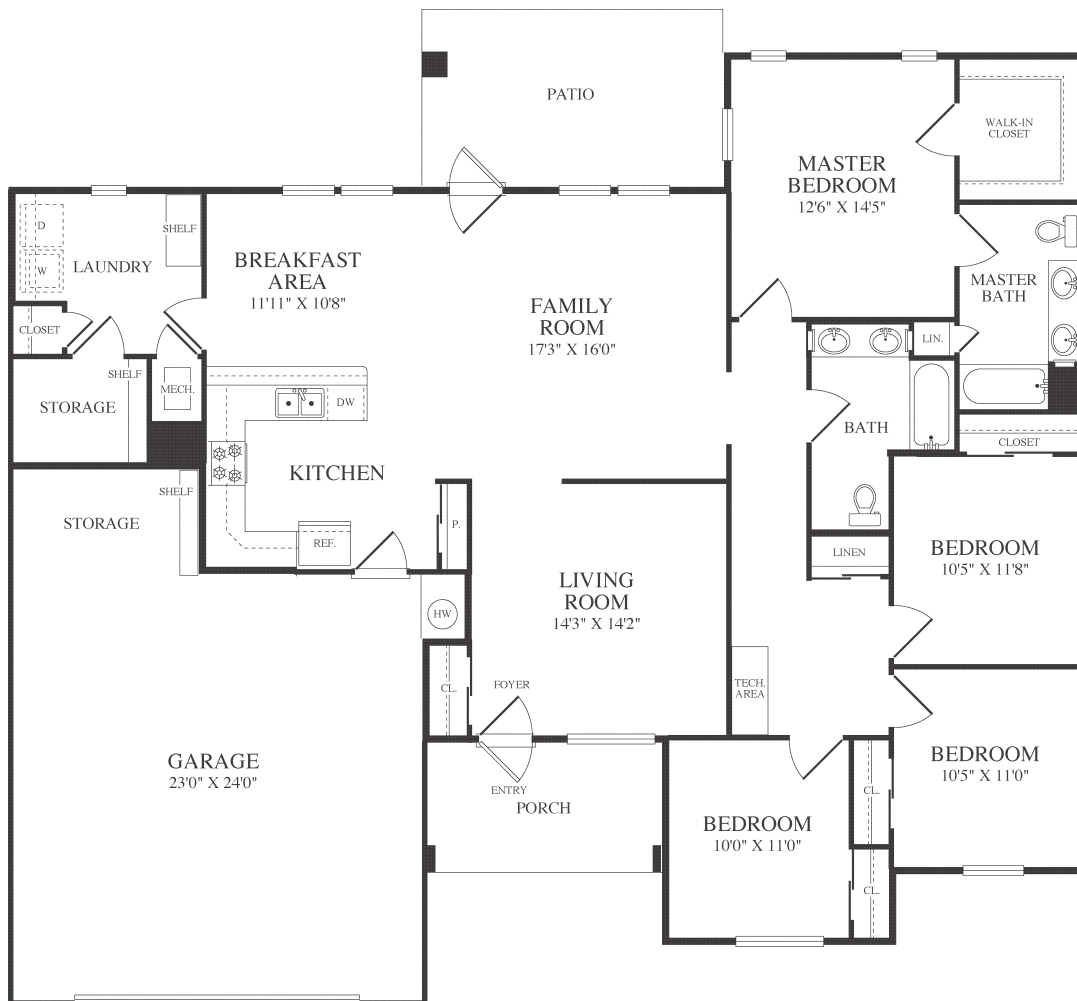 PATIO
WALK-IN
CLOSET
MASTER
BEDROOM
12'6" X 14'5"
D
SHELF
W
LAUNDRY
BREAKFAST
AREA
11'11" X 10'8"
FAMILY
ROOM
17'3" X 16'0"
MASTER
BATH
CLOSET
LIN.
SHELF
MECH.
STORAGE
DW
BATH
CLOSET
KITCHEN
SHELF
STORAGE
REF.
P.
LINEN
BEDROOM
10'5" X 11'8"
LIVING
ROOM
14'3" X 14'2"
HW
CL.
FOYER
TECH.
AREA
GARAGE
23'0" X 24'0"
ENTRY
PORCH
BEDROOM
10'5" X 11'0"
CL.
BEDROOM
10'0" X 11'0"
CL.